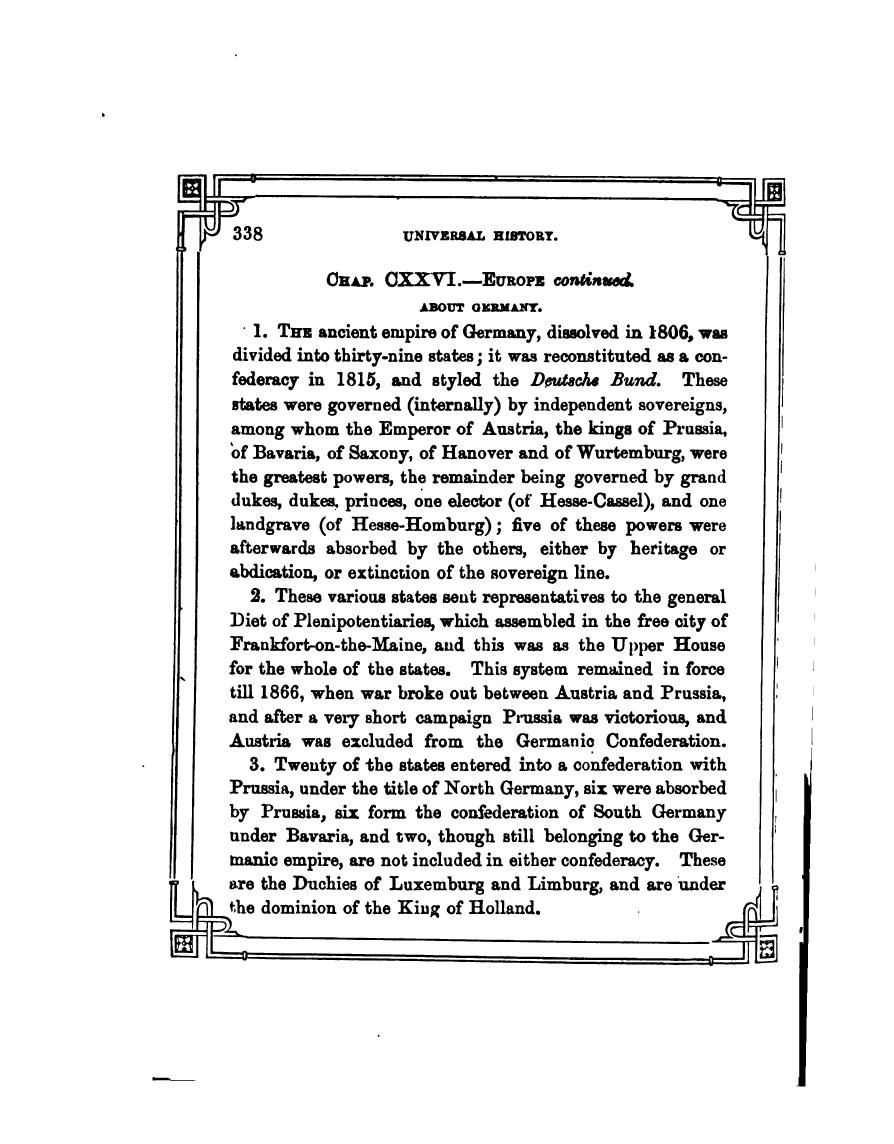 338 UNIVERSAL HISTORY.
CHAP. CXXVI.—EUROPE continued.
ABOUT GERMANY.
1. THE ancient empire of Germany, dissolved in 1806, was
divided into thirty-nine states; it was reconstituted as a con-
federacy in 1815, and styled the Deutsche Bund. These
states were governed (internally) by independent sovereigns,
among whom the Emperor of Austria, the kings of Prussia,
of Bavaria, of Saxony, of Hanover and of Wurtemburg, were
the greatest powers, the remainder being governed by grand
dukes, dukes, princes, one elector (of Hesse-Cassel), and one
landgrave (of Hesse-Homburg); five of these powers were
afterwards absorbed by the others, either by heritage or
abdication, or extinction of the sovereign line.
2. These various states sent representatives to the general
Diet of Plenipotentiaries, which assembled in the free city of
Frankfort-on-the-Maine, and this was as the Upper House
for the whole of the states. This system remained in force
till 1866, when war broke out between Austria and Prussia,
and after a very short campaign Prussia was victorious, and
Austria was excluded from the Germanic Confederation.
3. Twenty of the states entered into a confederation with
Prussia, under the title of North Germany, six were absorbed
by Prussia, six form the confederation of South Germany
under Bavaria, and two, though still belonging to the Ger-
manic empire, are not included in either confederacy. These
are the Duchies of Luxemburg and Limburg, and are under
the dominion of the King of Holland.